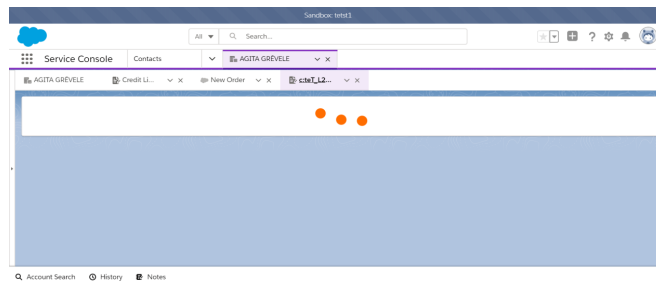 Sandbox: tetst1
All Search...
Service Console Contacts AGITA GRĒVELE
AGITA GRĒVELE Credit Li... New Order c:teT_L2...
Account Search History Notes